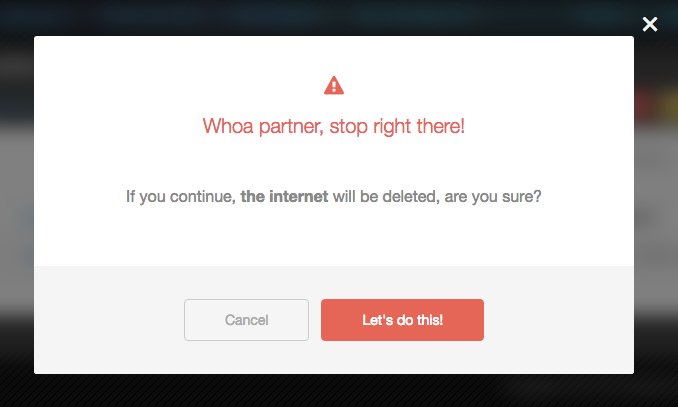 Whoa partner, stop right there!
If you continue, the internet will be deleted, are you sure?
Cancel
Let's do this!